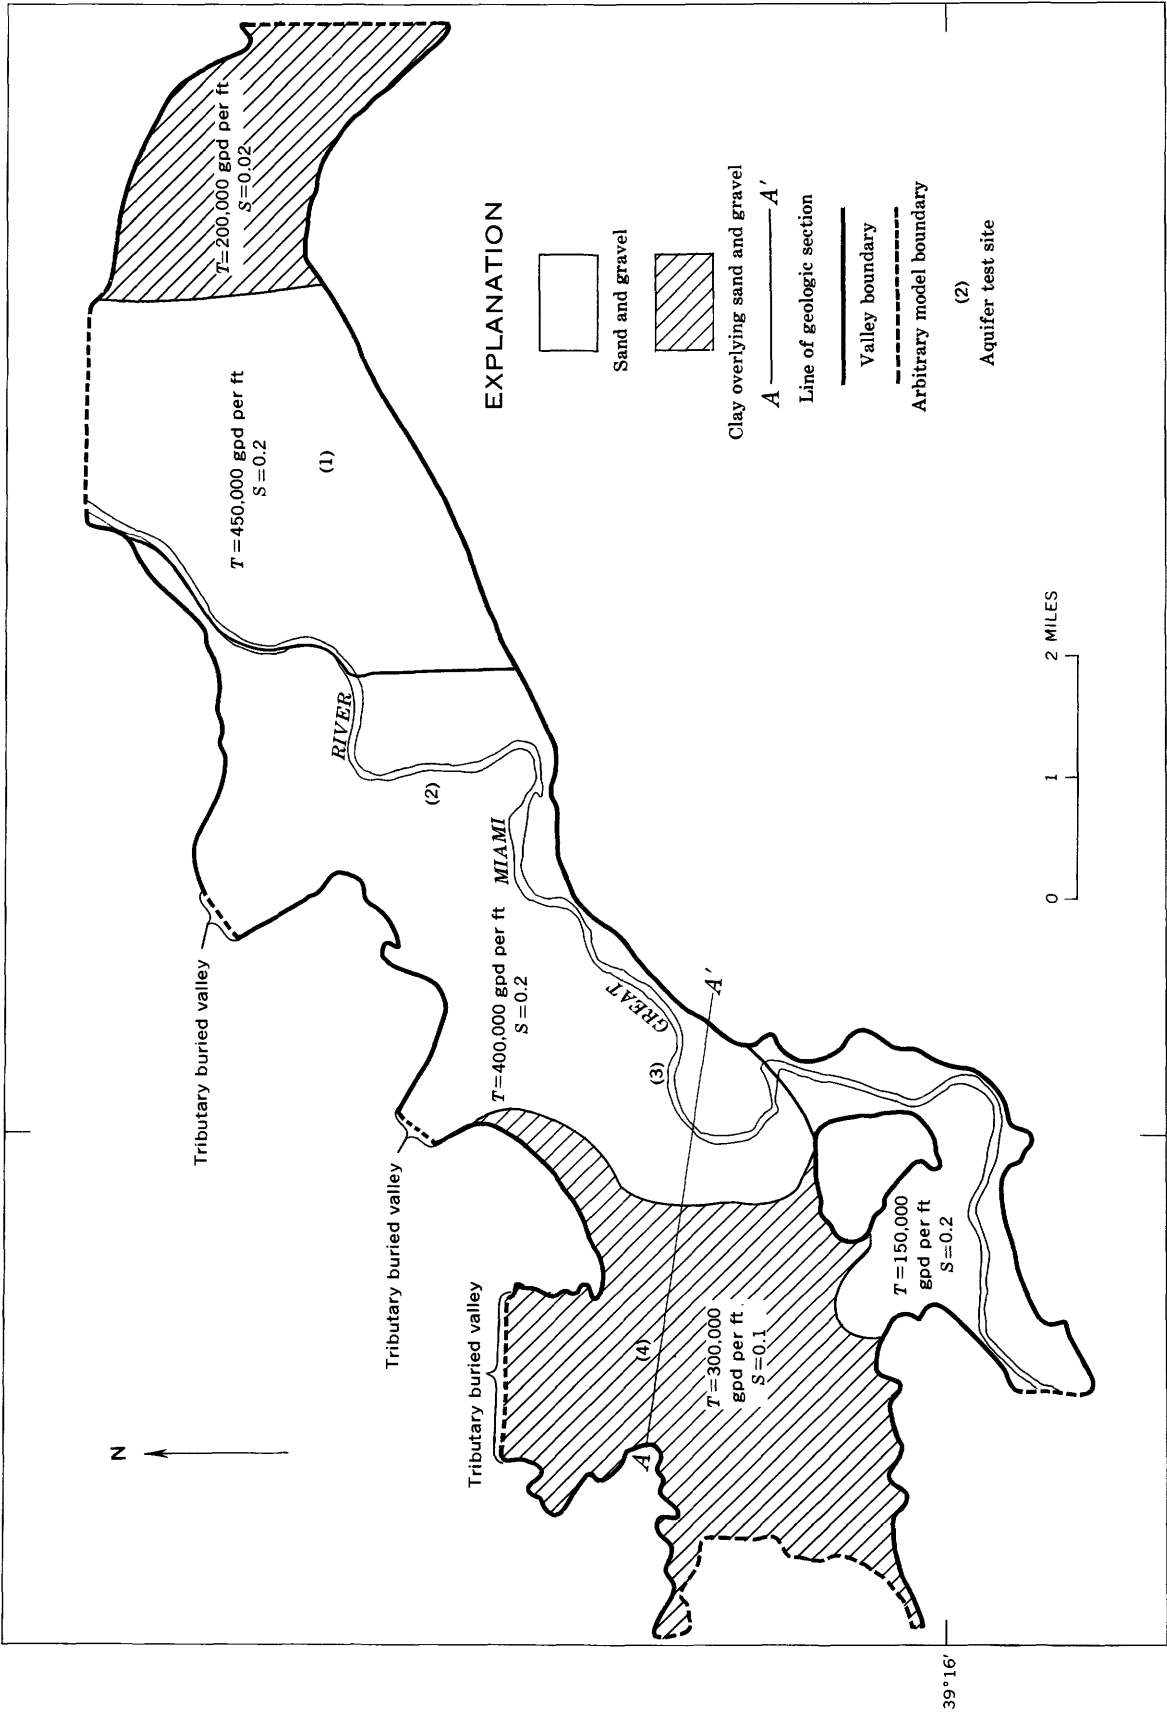 T=200,000 gpd per ft
S=0.02
T=450,000 gpd per ft
S=0.2
(1)
RIVER
(2)
MIAMI
T=400,000 gpd per ft
S=0.2
GREAT
(3)
A'
Tributary buried valley
Tributary buried valley
Tributary buried valley
T=300,000
gpd per ft
S=0.1
(4)
A
T=150,000
gpd per ft
S=0.2
N
39°16'
0 1 2 MILES
EXPLANATION
Sand and gravel
Clay overlying sand and gravel
A A'
Line of geologic section
Valley boundary
Arbitrary model boundary
(2)
Aquifer test site